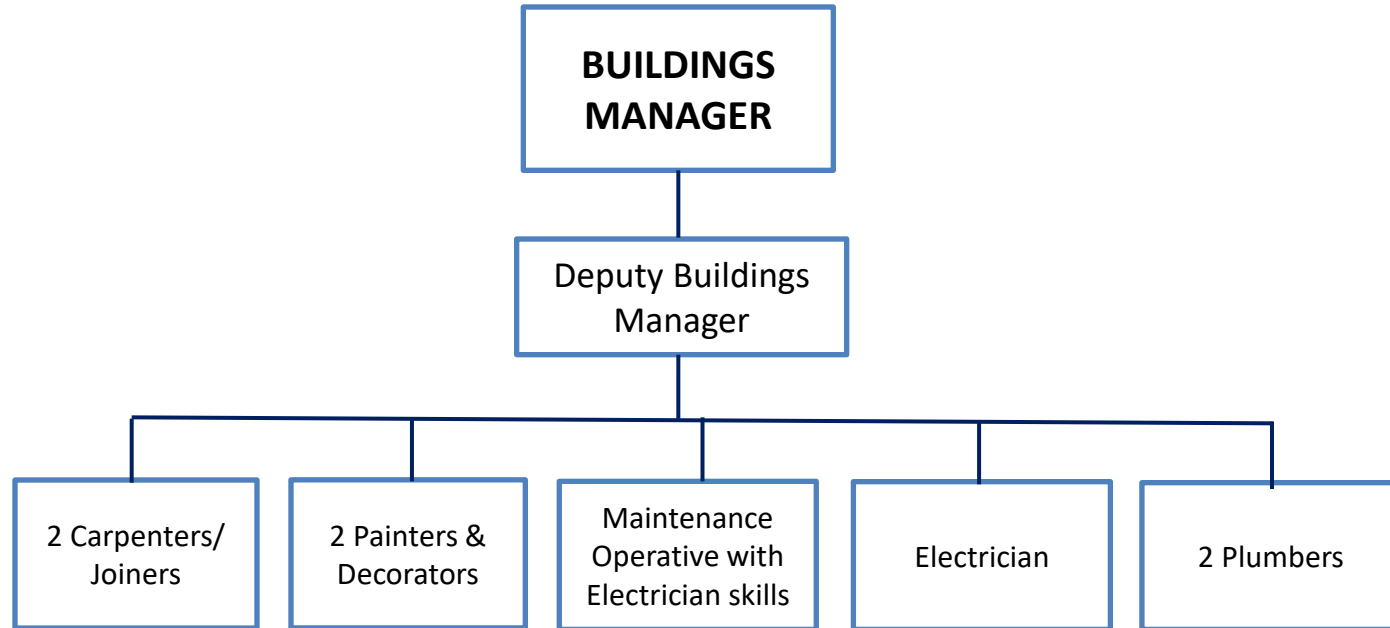 BUILDINGS
MANAGER
Deputy Buildings
Manager
2 Carpenters/
Joiners
2 Painters &
Decorators
Maintenance
Operative with
Electrician skills
Electrician
2 Plumbers